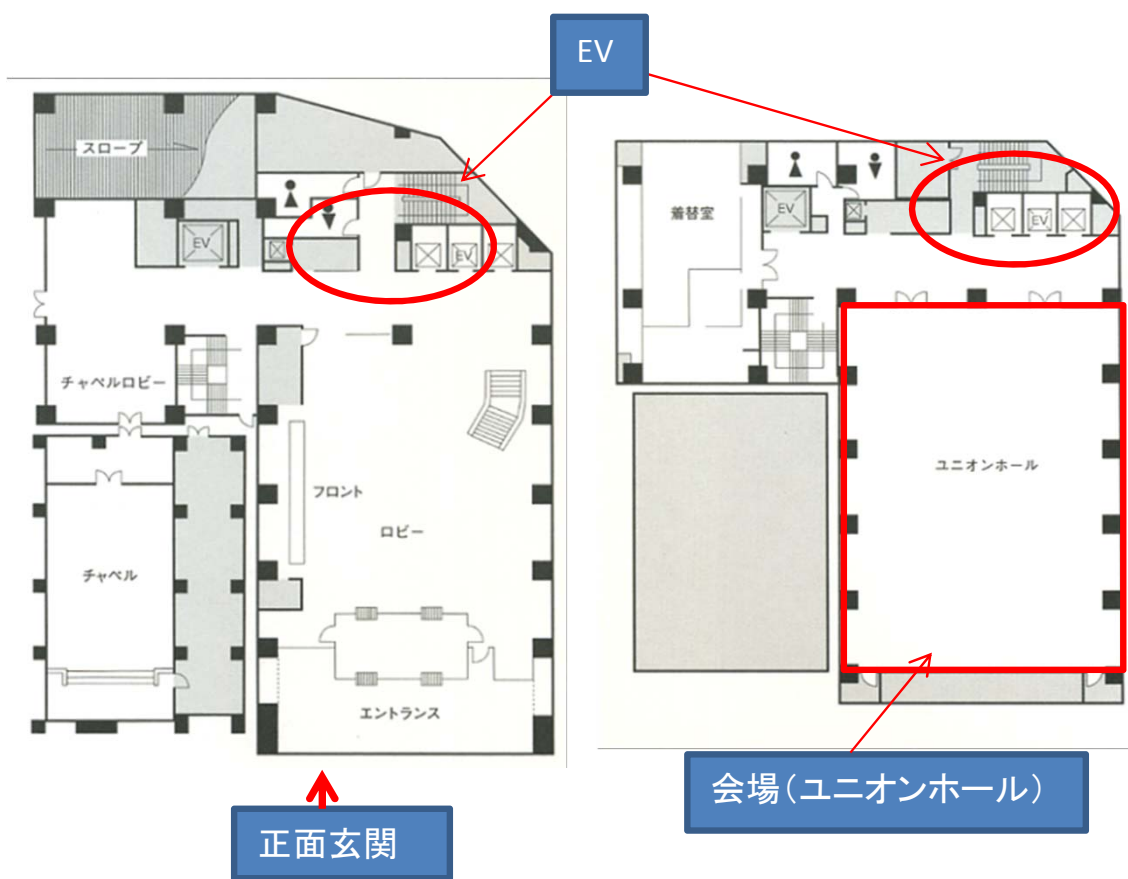 EV
スロープ
EV
EV
チャペルロビー
フロント
ロビー
チャペル
エントランス
正面玄関
着替室
EV
EV
ユニオンホール
会場(ユニオンホール)